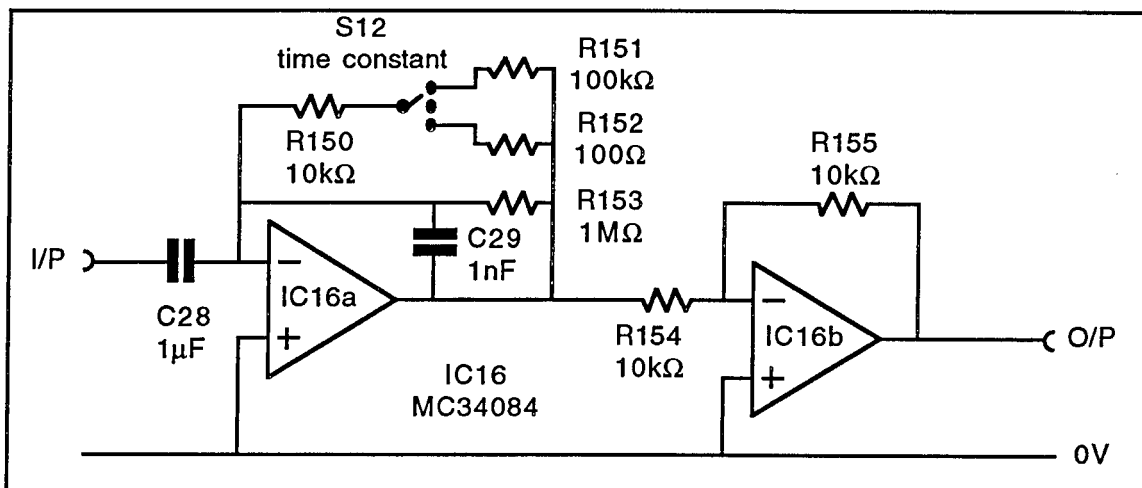 S12
time constant
R151
100kΩ
R150
10kΩ
R152
100Ω
R155
10kΩ
R153
1MΩ
C29
1nF
I/P
C28
1µF
IC16a
−
+
R154
10kΩ
IC16b
−
+
O/P
IC16
MC34084
0V